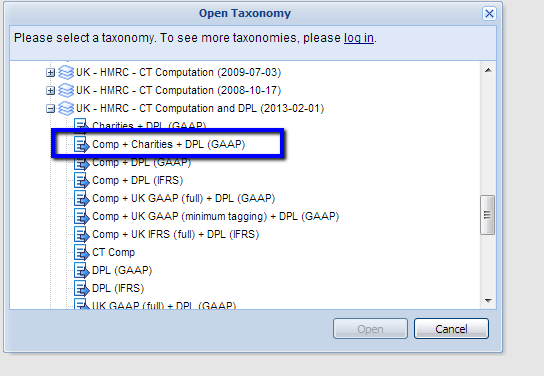 Open Taxonomy
Please select a taxonomy. To see more taxonomies, please log in.
UK - HMRC - CT Computation (2009-07-03)
UK - HMRC - CT Computation (2008-10-17)
UK - HMRC - CT Computation and DPL (2013-02-01)
Charities + DPL (GAAP)
Comp + Charities + DPL (GAAP)
Comp + DPL (GAAP)
Comp + DPL (IFRS)
Comp + UK GAAP (full) + DPL (GAAP)
Comp + UK GAAP (minimum tagging) + DPL (GAAP)
Comp + UK IFRS (full) + DPL (IFRS)
CT Comp
DPL (GAAP)
DPL (IFRS)
UK GAAP (full) + DPL (GAAP)
Open
Cancel